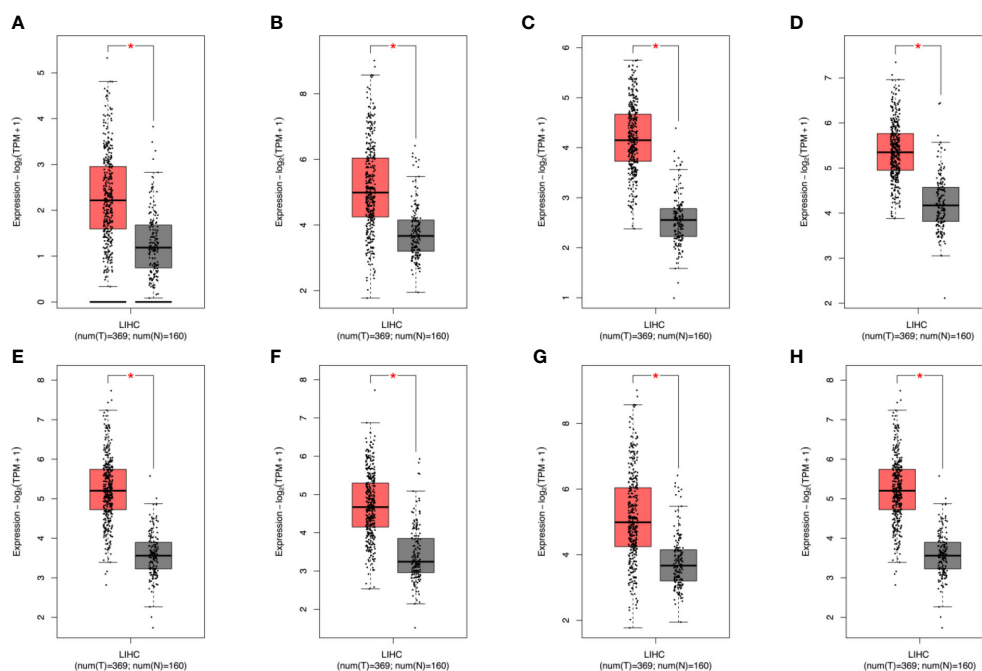 A
*
Expression – log₂(TPM + 1)
5
4
3
2
1
0
LIHC
(num(T)=369; num(N)=160)
B
*
Expression – log₂(TPM + 1)
8
6
4
2
LIHC
(num(T)=369; num(N)=160)
C
*
Expression – log₂(TPM + 1)
6
5
4
3
2
1
LIHC
(num(T)=369; num(N)=160)
D
*
Expression – log₂(TPM + 1)
7
6
5
4
3
2
LIHC
(num(T)=369; num(N)=160)
E
*
Expression – log₂(TPM + 1)
8
7
6
5
4
3
2
LIHC
(num(T)=369; num(N)=160)
F
*
Expression – log₂(TPM + 1)
8
7
6
5
4
3
2
LIHC
(num(T)=369; num(N)=160)
G
*
Expression – log₂(TPM + 1)
8
6
4
2
LIHC
(num(T)=369; num(N)=160)
H
*
Expression – log₂(TPM + 1)
8
7
6
5
4
3
2
LIHC
(num(T)=369; num(N)=160)